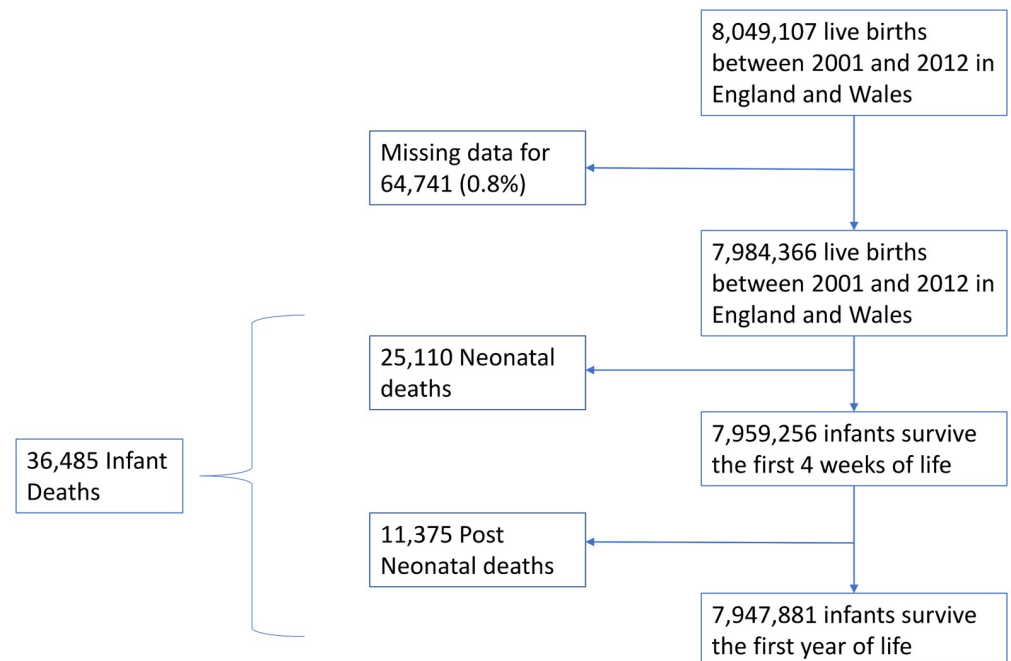 8,049,107 live births
between 2001 and 2012 in
England and Wales
Missing data for
64,741 (0.8%)
7,984,366 live births
between 2001 and 2012 in
England and Wales
25,110 Neonatal
deaths
7,959,256 infants survive
the first 4 weeks of life
36,485 Infant
Deaths
11,375 Post
Neonatal deaths
7,947,881 infants survive
the first year of life